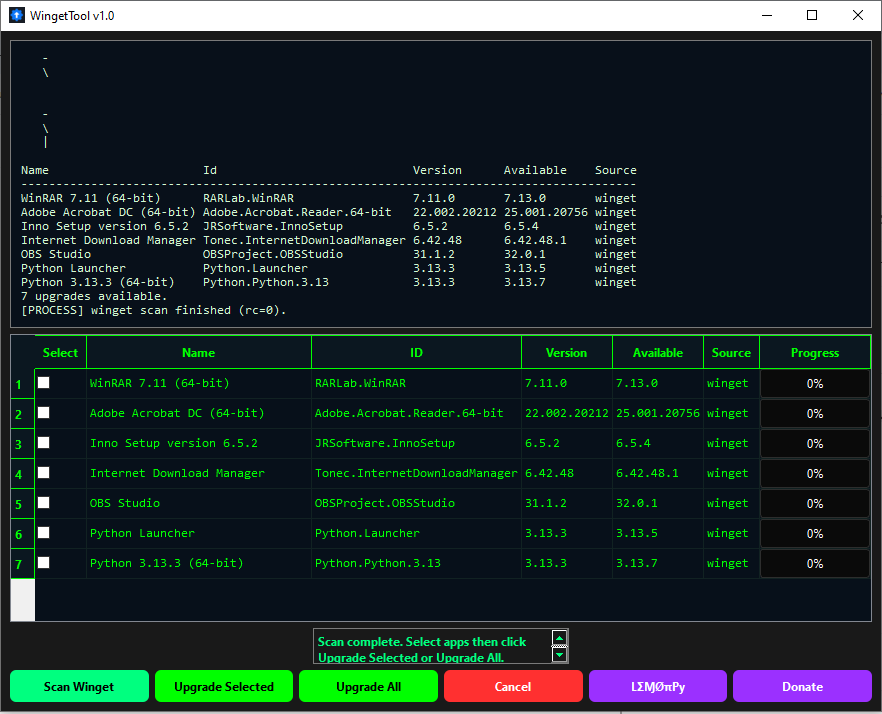 WingetTool v1.0
-
\
-
\
|
Name Id Version Available Source
-----------------------------------------------------------------------------------------
WinRAR 7.11 (64-bit) RARLab.WinRAR 7.11.0 7.13.0 winget
Adobe Acrobat DC (64-bit) Adobe.Acrobat.Reader.64-bit 22.002.20212 25.001.20756 winget
Inno Setup version 6.5.2 JRSoftware.InnoSetup 6.5.2 6.5.4 winget
Internet Download Manager Tonec.InternetDownloadManager 6.42.48 6.42.48.1 winget
OBS Studio OBSProject.OBSStudio 31.1.2 32.0.1 winget
Python Launcher Python.Launcher 3.13.3 3.13.5 winget
Python 3.13.3 (64-bit) Python.Python.3.13 3.13.3 3.13.7 winget
7 upgrades available.
[PROCESS] winget scan finished (rc=0).
Select Name ID Version Available Source Progress
1 WinRAR 7.11 (64-bit) RARLab.WinRAR 7.11.0 7.13.0 winget 0%
2 Adobe Acrobat DC (64-bit) Adobe.Acrobat.Reader.64-bit 22.002.20212 25.001.20756 winget 0%
3 Inno Setup version 6.5.2 JRSoftware.InnoSetup 6.5.2 6.5.4 winget 0%
4 Internet Download Manager Tonec.InternetDownloadManager 6.42.48 6.42.48.1 winget 0%
5 OBS Studio OBSProject.OBSStudio 31.1.2 32.0.1 winget 0%
6 Python Launcher Python.Launcher 3.13.3 3.13.5 winget 0%
7 Python 3.13.3 (64-bit) Python.Python.3.13 3.13.3 3.13.7 winget 0%
Scan complete. Select apps then click
Upgrade Selected or Upgrade All.
Scan Winget Upgrade Selected Upgrade All Cancel LΣMØπPy Donate